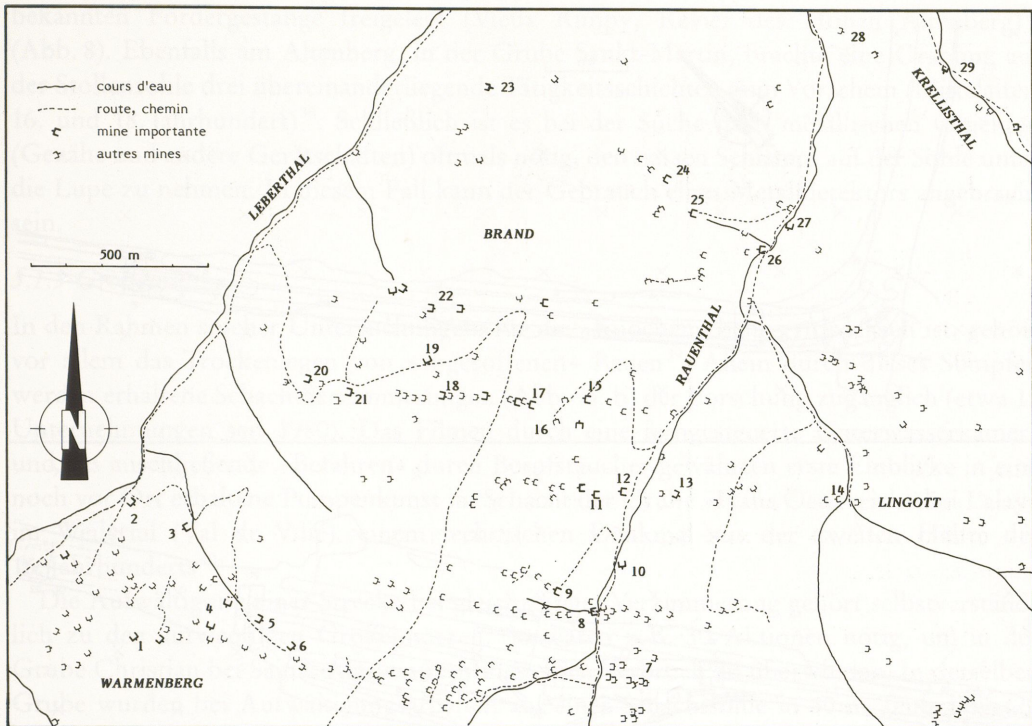 cours d'eau
route, chemin
mine importante
autres mines
500 m
N
LEBERTHAL
BRAND
RAUENTHAL
KRELLISTHAL
LINGOTT
WARMENBERG
28
29
23
24
25
27
26
22
19
20
21
18
17
15
16
12
11
13
14
2
3
10
9
8
4
5
1
6
7